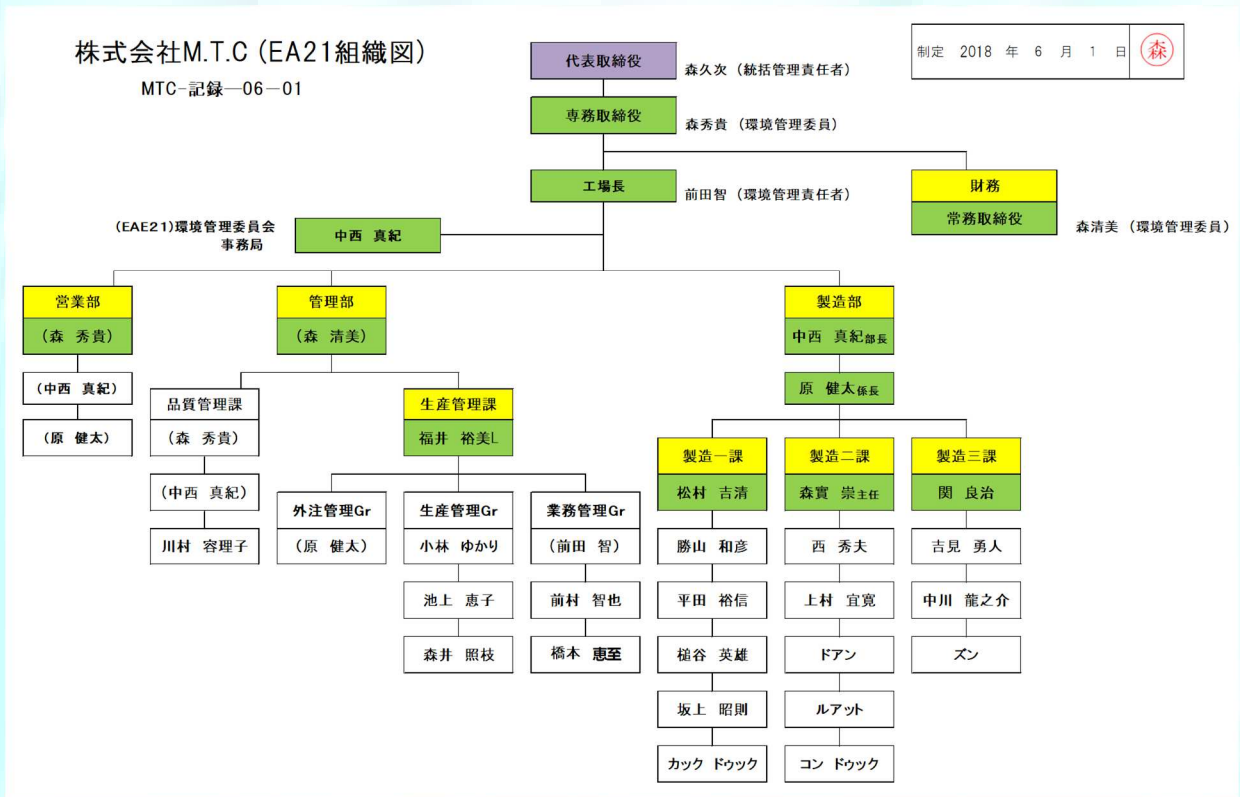 株式会社M.T.C (EA21組織図)
MTC-記録―06－01
制定 2018 年 6 月 1 日 森
代表取締役
森久次（統括管理責任者）
専務取締役
森秀貴（環境管理委員）
工場長
前田智（環境管理責任者）
財務
常務取締役
森清美（環境管理委員）
(EAE21)環境管理委員会
事務局
中西 真紀
営業部
(森 秀貴)
(中西 真紀)
(原 健太)
管理部
(森 清美)
品質管理課
(森 秀貴)
(中西 真紀)
川村 容理子
生産管理課
福井 裕美L
外注管理Gr
(原 健太)
生産管理Gr
小林 ゆかり
池上 恵子
森井 照枝
業務管理Gr
(前田 智)
前村 智也
橋本 恵至
製造部
中西 真紀部長
原 健太係長
製造一課
松村 吉清
勝山 和彦
平田 裕信
槌谷 英雄
坂上 昭則
カック ドゥック
製造二課
森實 崇主任
西 秀夫
上村 宜寛
ドアン
ルアット
コン ドゥック
製造三課
関 良治
吉見 勇人
中川 龍之介
ズン